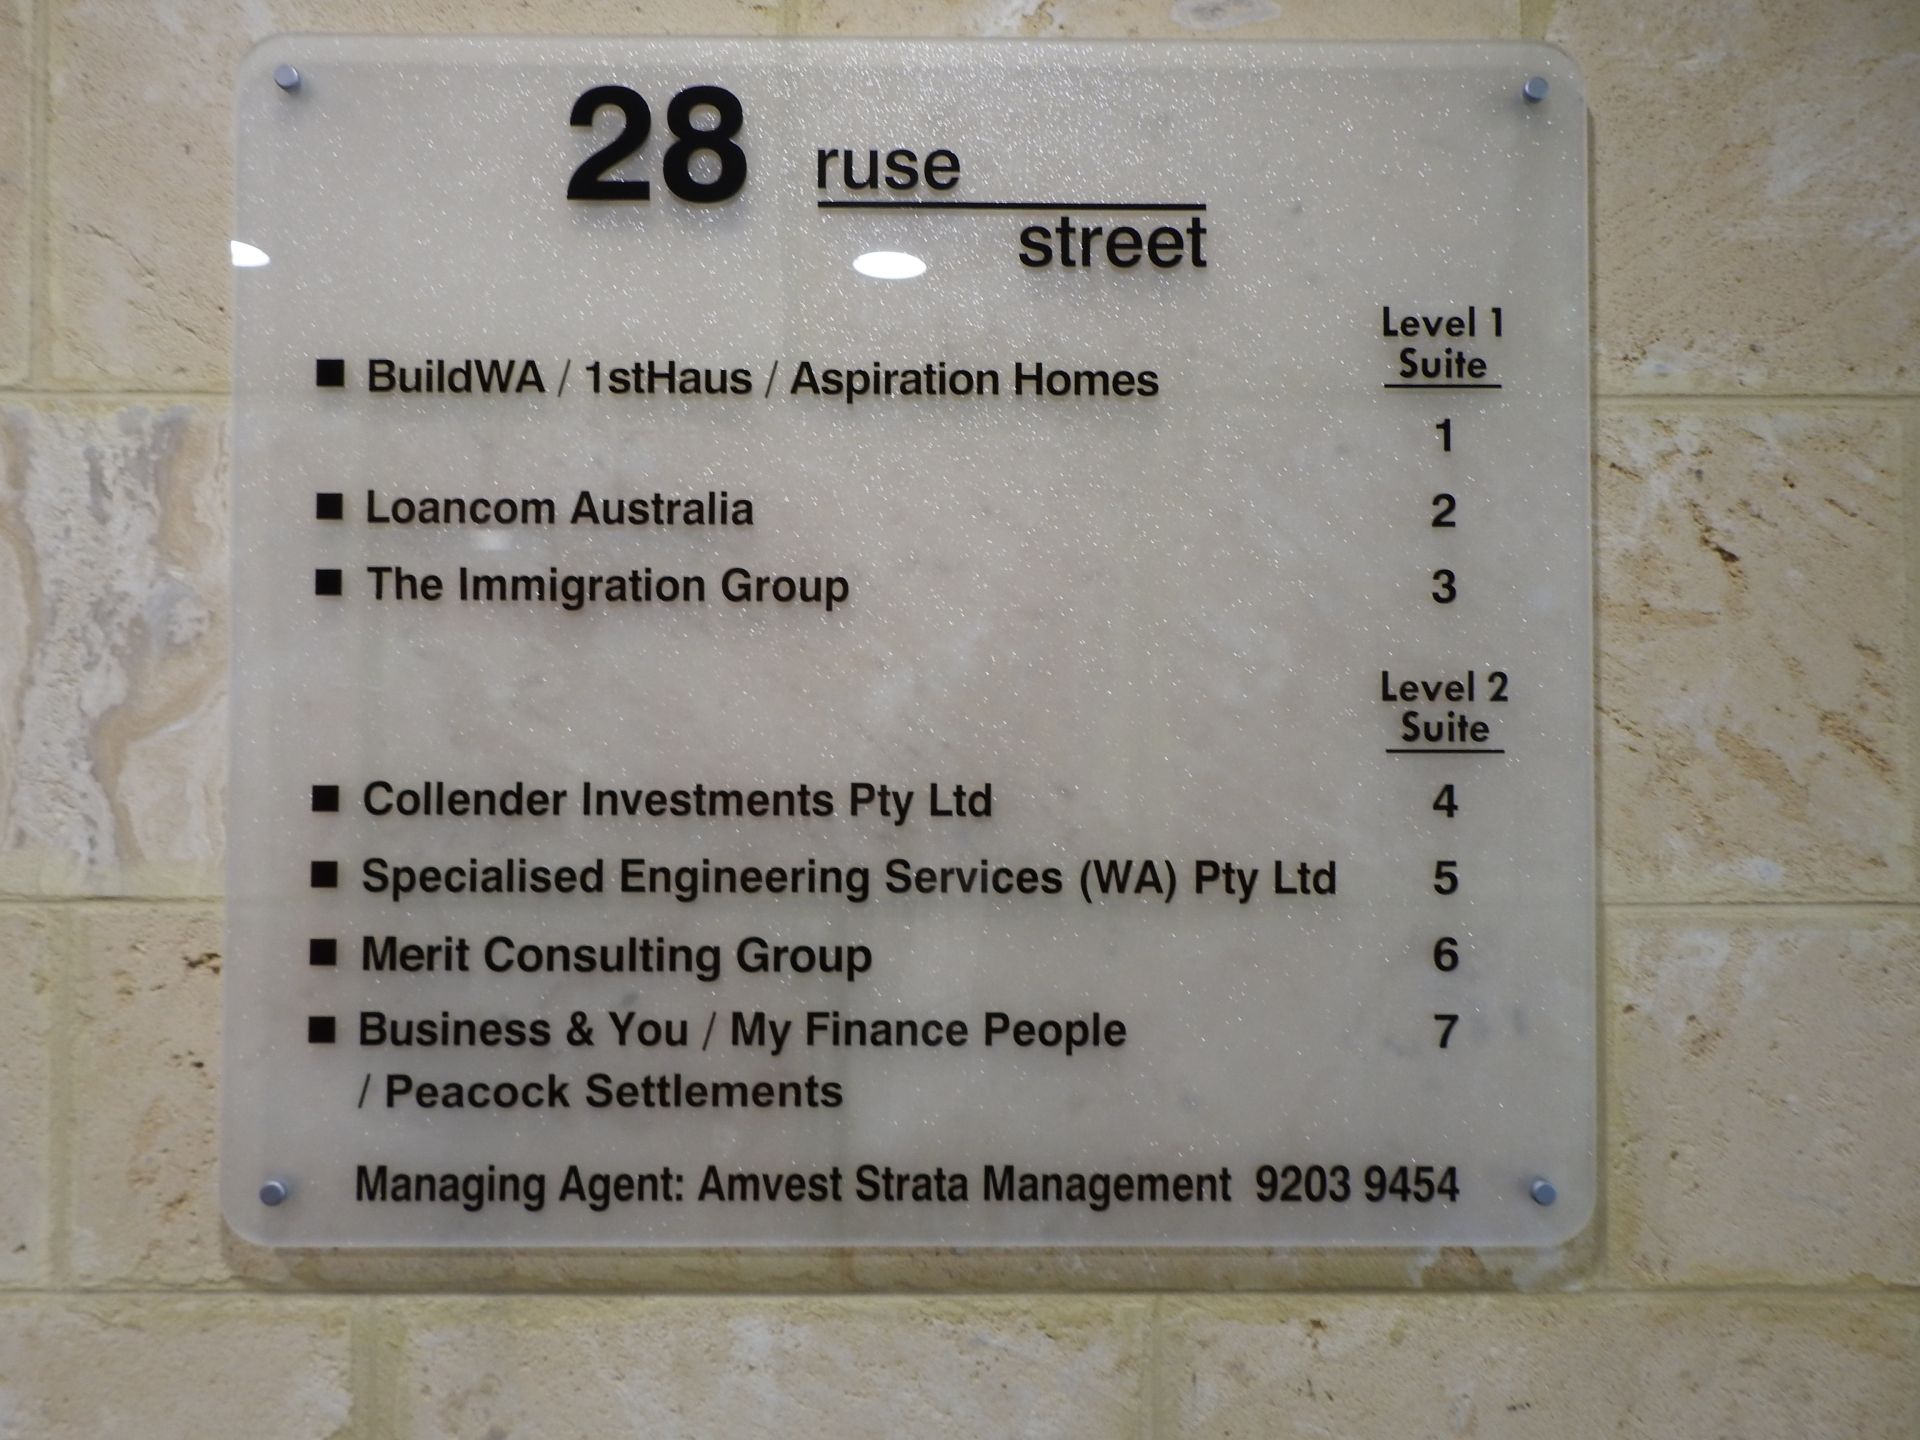 28 ruse
street
Level 1
Suite
■ BuildWA / 1stHaus / Aspiration Homes
1
■ Loancom Australia 2
■ The Immigration Group 3
Level 2
Suite
■ Collender Investments Pty Ltd 4
■ Specialised Engineering Services (WA) Pty Ltd 5
■ Merit Consulting Group 6
■ Business & You / My Finance People 7
/ Peacock Settlements
Managing Agent: Amvest Strata Management 9203 9454